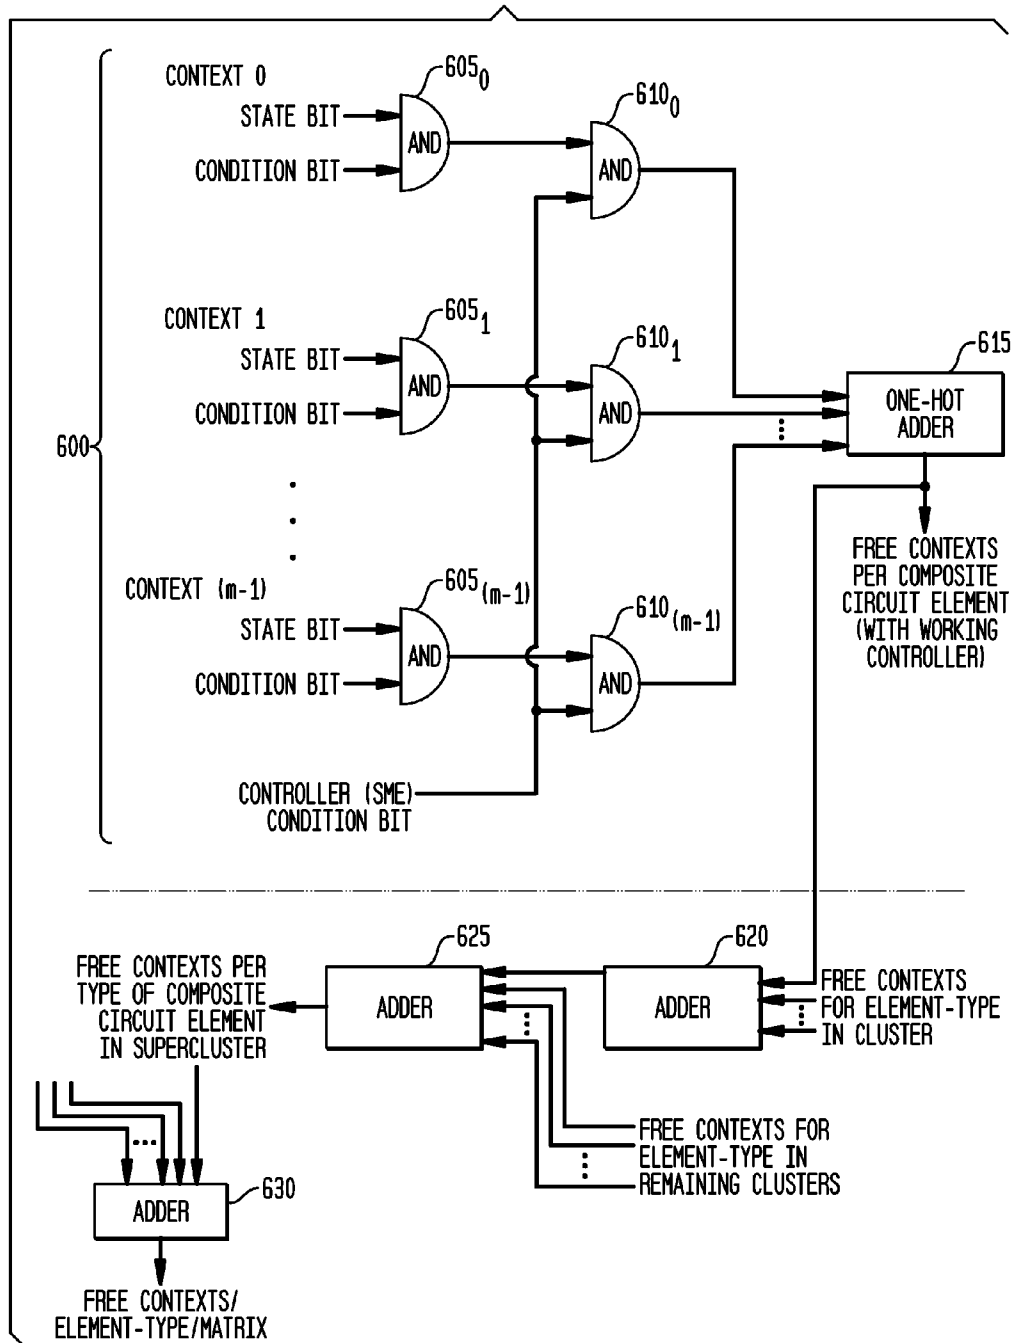 CONTEXT 0
605₀
STATE BIT
CONDITION BIT
AND
610₀
AND
CONTEXT 1
605₁
STATE BIT
CONDITION BIT
AND
610₁
AND
615
ONE-HOT
ADDER
600
FREE CONTEXTS
PER COMPOSITE
CIRCUIT ELEMENT
(WITH WORKING
CONTROLLER)
CONTEXT (m-1)
605(m-1)
STATE BIT
CONDITION BIT
AND
610(m-1)
AND
CONTROLLER (SME)
CONDITION BIT
625
620
FREE CONTEXTS PER
TYPE OF COMPOSITE
CIRCUIT ELEMENT
IN SUPERCLUSTER
ADDER
ADDER
FREE CONTEXTS
FOR ELEMENT-TYPE
IN CLUSTER
FREE CONTEXTS FOR
ELEMENT-TYPE IN
REMAINING CLUSTERS
630
ADDER
FREE CONTEXTS/
ELEMENT-TYPE/MATRIX